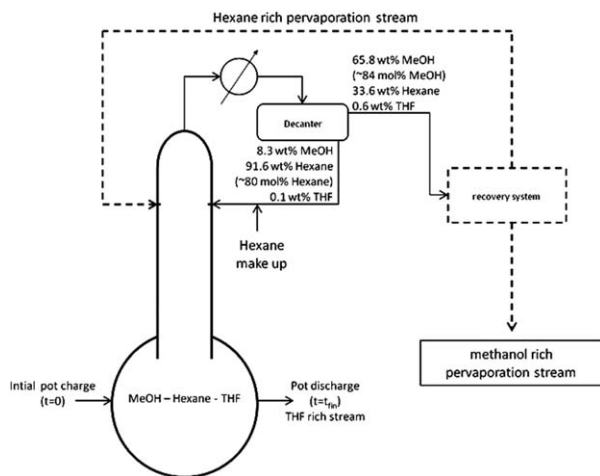 Hexane rich pervaporation stream
65.8 wt% MeOH
(~84 mol% MeOH)
33.6 wt% Hexane
0.6 wt% THF
Decanter
8.3 wt% MeOH
91.6 wt% Hexane
(~80 mol% Hexane)
0.1 wt% THF
recovery system
Hexane
make up
methanol rich
pervaporation stream
Intial pot charge
(t=0)
MeOH – Hexane - THF
Pot discharge
(t=tfin)
THF rich stream